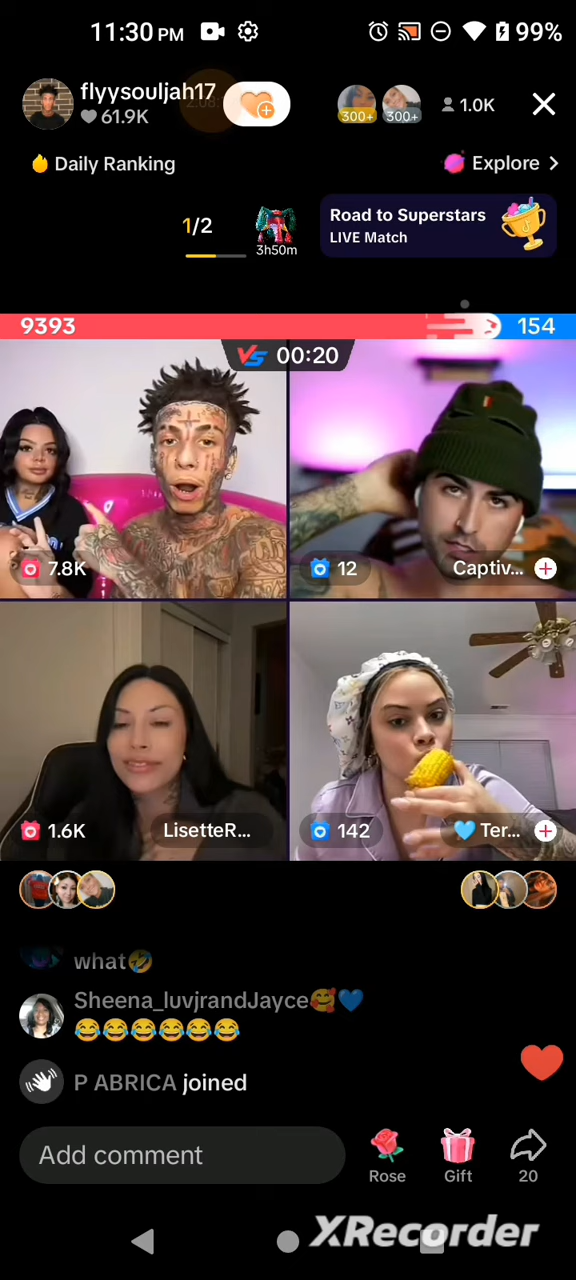 11:30 PM
99%
flyysouljah17
61.9K
300+
300+
1.0K
Daily Ranking
Explore
1/2
3h50m
Road to Superstars
LIVE Match
9393
154
VS 00:20
7.8K
12
Captiv...
1.6K
LisetteR...
142
💙 Ter...
what🤣
Sheena_luvjrandJayce🥰💙
😂😂😂😂😂😂
P ABRICA joined
Add comment
Rose
Gift
20
XRecorder